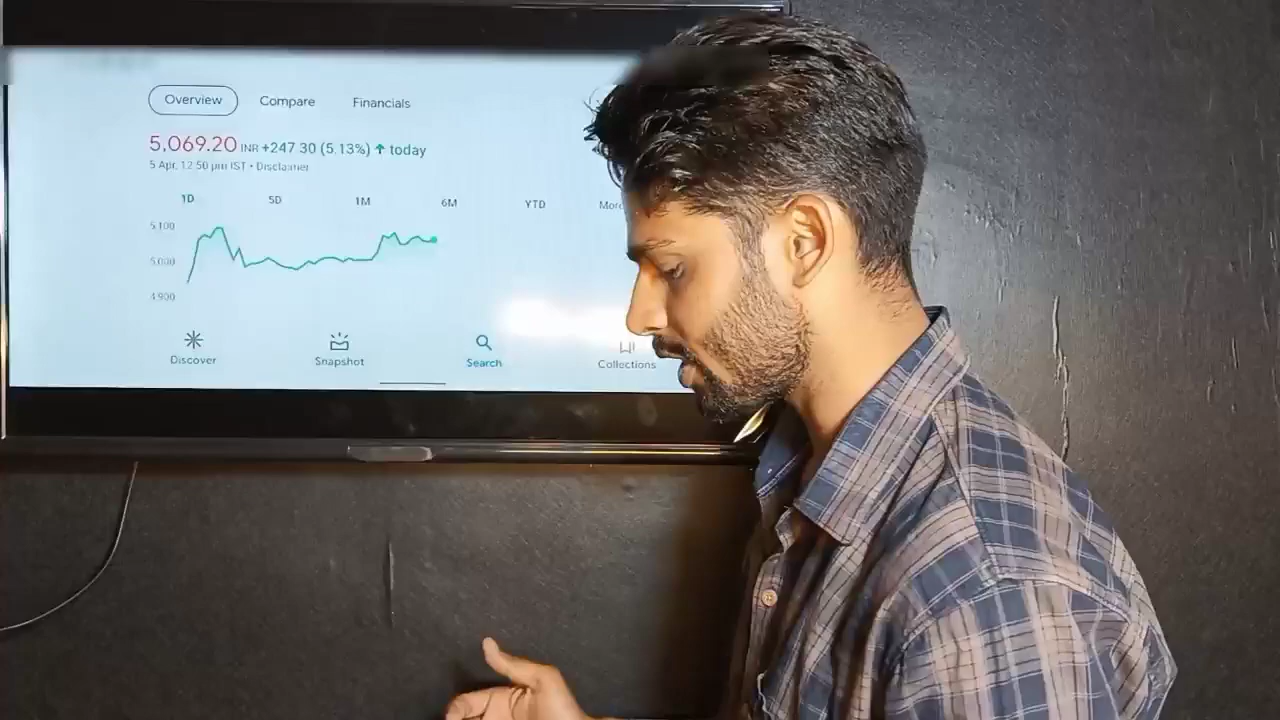 Overview Compare Financials
5,069.20 INR +247.30 (5.13%) ↑ today
5 Apr, 12:50 pm IST • Disclaimer
1D 5D 1M 6M YTD More
5,100
5,000
4,900
Discover Snapshot Search Collections